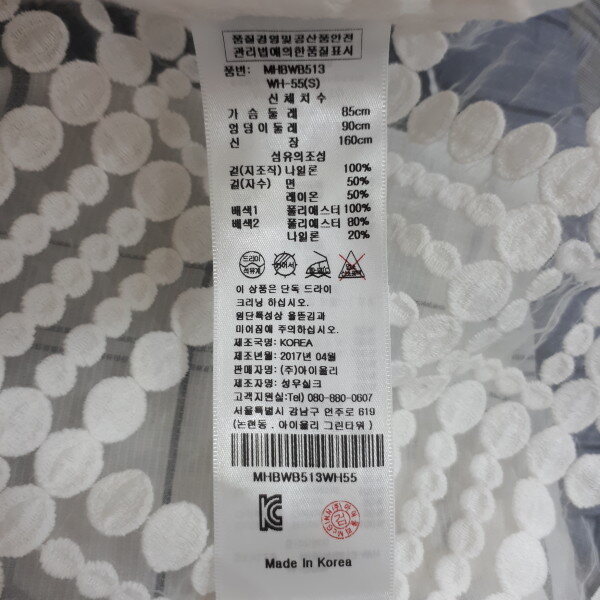 품질경영및공산품안전
관리법에의한품질표시
품번: MHBWB513
WH-55(S)
신체치수
가슴둘레 85cm
엉덩이둘레 90cm
신장 160cm
섬유의조성
겉(지조직) 나일론 100%
겉(자수) 면 50%
레이온 50%
배색1 폴리에스터 100%
배색2 폴리에스터 80%
나일론 20%
드라이
석유계
이 상품은 단독 드라이
크리닝 하십시오.
원단특성상 올뜯김과
미어짐에 주의하십시오.
제조국명: KOREA
제조년월: 2017년 04월
판매자명: (주)아이올리
제조자명: 성우실크
고객지원실:Tel) 080-880-0607
서울특별시 강남구 언주로 619
(논현동 . 아이올리 그린타워 )
MHBWB513WH55
검
Made In Korea